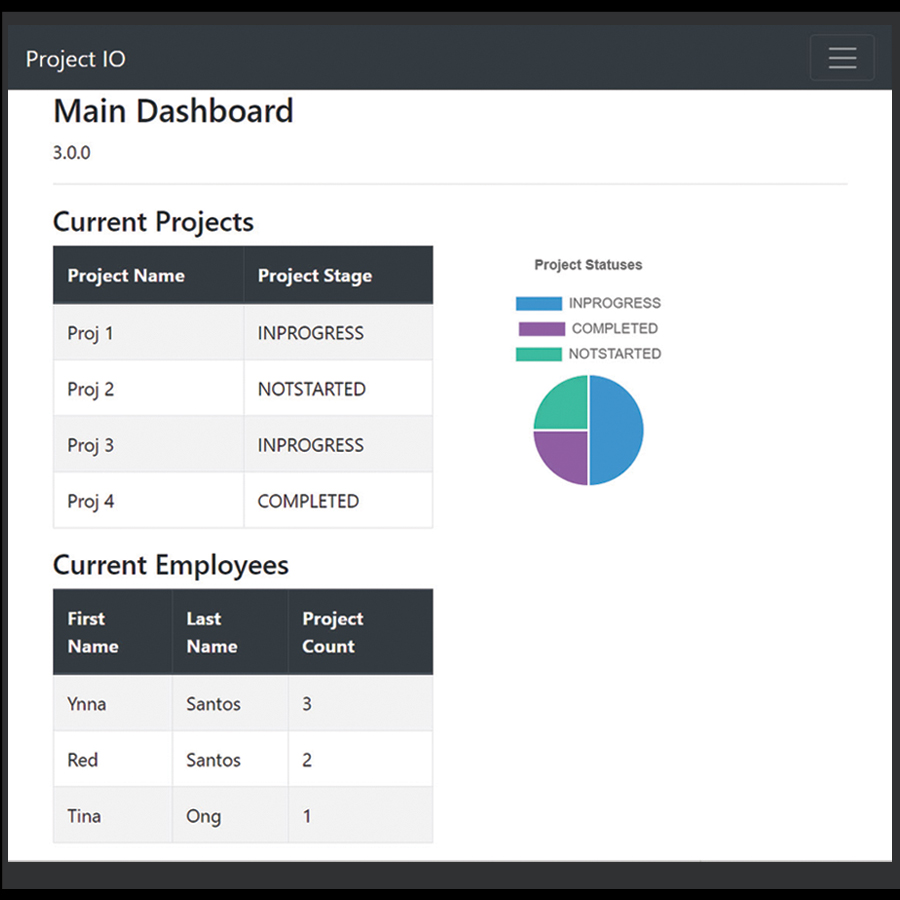 Project IO
Main Dashboard
3.0.0
Current Projects
Project Name Project Stage
Proj 1 INPROGRESS
Proj 2 NOTSTARTED
Proj 3 INPROGRESS
Proj 4 COMPLETED
Project Statuses
INPROGRESS
COMPLETED
NOTSTARTED
Current Employees
First Name Last Name Project Count
Ynna Santos 3
Red Santos 2
Tina Ong 1